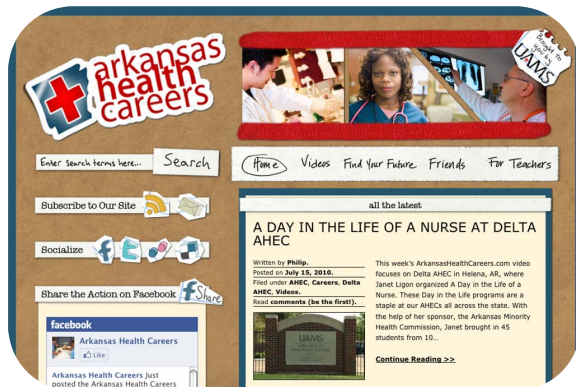 arkansas
health
careers
Brought to
you by
UAMS
Enter search terms here...
Search
Home
Videos
Find Your Future
Friends
For Teachers
Subscribe to Our Site
Socialize
Share the Action on Facebook
f Share
facebook
Arkansas Health Careers
Like
Arkansas Health Careers Just
posted the Arkansas Health Careers
all the latest
A DAY IN THE LIFE OF A NURSE AT DELTA
AHEC
Written by Philip.
Posted on July 15, 2010.
Filed under AHEC, Careers, Delta
AHEC, Videos.
Read comments (be the first!).
UAMS
This week's ArkansasHealthCareers.com video
focuses on Delta AHEC in Helena, AR, where
Janet Ligon organized A Day in the Life of a
Nurse. These Day in the Life programs are a
staple at our AHECs all across the state. With
the help of her sponsor, the Arkansas Minority
Health Commission, Janet brought in 45
students from 10...
Continue Reading >>